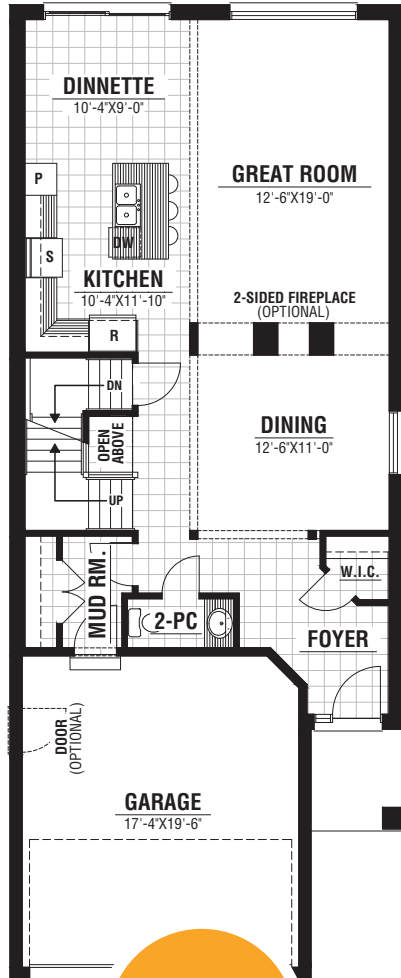 DINNETTE
10'-4"X9'-0"
GREAT ROOM
12'-6"X19'-0"
P
DW
S
KITCHEN
10'-4"X11'-10"
2-SIDED FIREPLACE
(OPTIONAL)
R
DN
OPEN
ABOVE
DINING
12'-6"X11'-0"
UP
MUD RM.
W.I.C.
2-PC
FOYER
DOOR
(OPTIONAL)
GARAGE
17'-4"X19'-6"